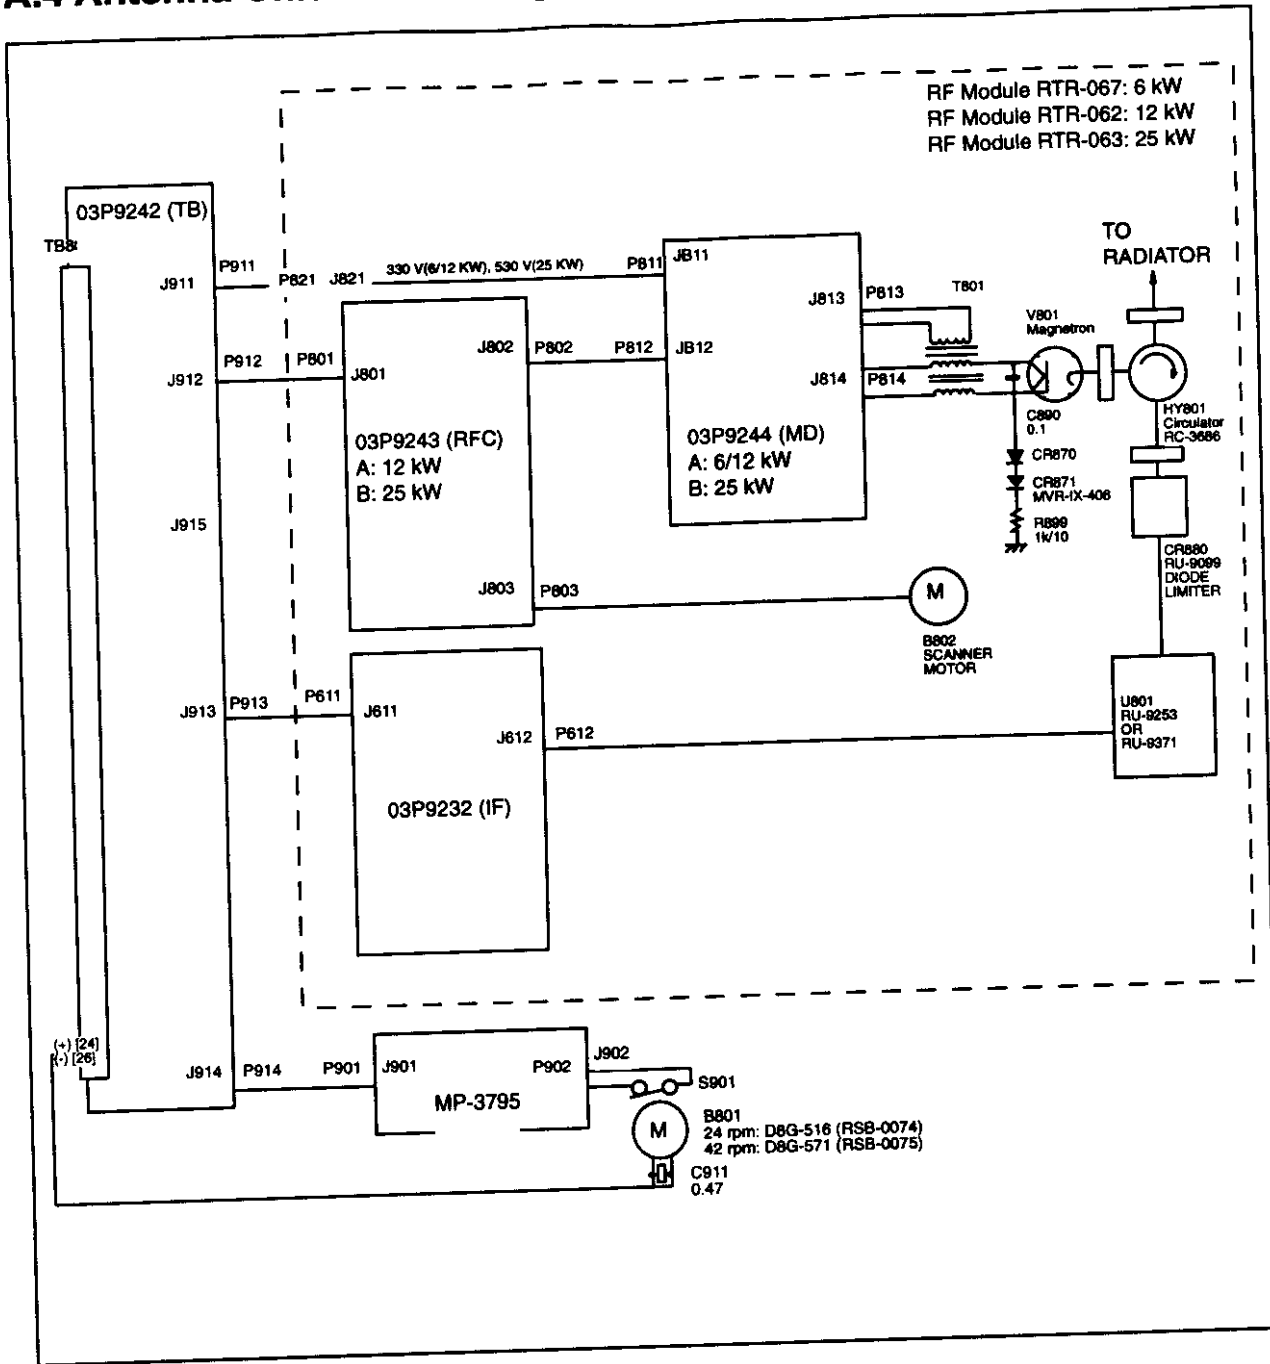 RF Module RTR-067: 6 kW
RF Module RTR-062: 12 kW
RF Module RTR-063: 25 kW
03P9242 (TB)
TB8
J911
P911
P821
J821
330 V(6/12 KW), 530 V(25 KW)
P811
JB11
J813
P813
T801
V801
Magnetron
TO
RADIATOR
J912
P912
P801
J801
J802
P802
P812
JB12
J814
P814
C890
0.1
HY801
Circulator
RC-3686
03P9243 (RFC)
A: 12 kW
B: 25 kW
03P9244 (MD)
A: 6/12 kW
B: 25 kW
CR870
CR871
MVR-IX-408
R899
1k/10
CR880
RU-9099
DIODE
LIMITER
J915
J803
P803
M
B802
SCANNER
MOTOR
J913
P913
P611
J611
J612
P612
U801
RU-9253
OR
RU-9371
03P9232 (IF)
(+) [24]
(-) [26]
J914
P914
P901
J901
P902
J902
S901
MP-3795
M
B801
24 rpm: D8G-516 (RSB-0074)
42 rpm: D8G-571 (RSB-0075)
C911
0.47